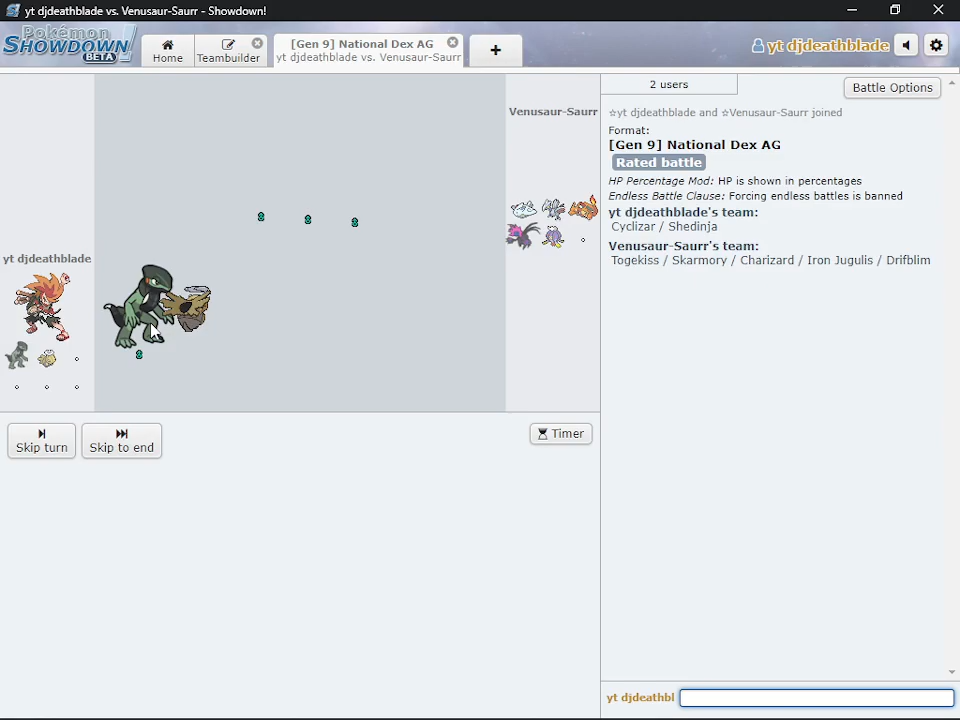 yt djdeathblade vs. Venusaur-Saurr - Showdown!
Pokémon
SHOWDOWN!
BETA
Home
Teambuilder
[Gen 9] National Dex AG
yt djdeathblade vs. Venusaur-Saurr
+
yt djdeathblade
2 users
Battle Options
☆yt djdeathblade and ☆Venusaur-Saurr joined
Format:
[Gen 9] National Dex AG
Rated battle
HP Percentage Mod: HP is shown in percentages
Endless Battle Clause: Forcing endless battles is banned
yt djdeathblade's team:
Cyclizar / Shedinja
Venusaur-Saurr's team:
Togekiss / Skarmory / Charizard / Iron Jugulis / Drifblim
Venusaur-Saurr
yt djdeathblade
Skip turn
Skip to end
Timer
yt djdeathbl